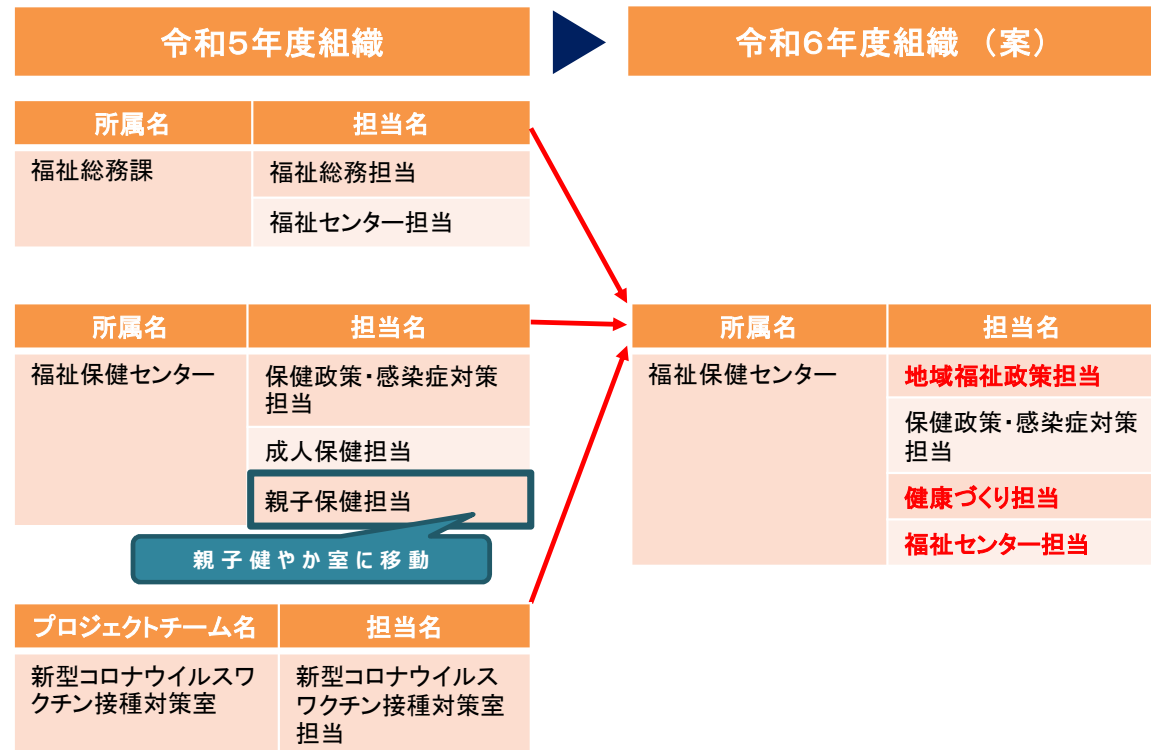 令和5年度組織
令和6年度組織 （案）
所属名 担当名
福祉総務課 福祉総務担当
福祉センター担当
所属名 担当名
福祉保健センター 保健政策・感染症対策
担当
成人保健担当
親子保健担当
親子健やか室に移動
プロジェクトチーム名 担当名
新型コロナウイルスワ
クチン接種対策室
新型コロナウイルス
ワクチン接種対策室
担当
所属名 担当名
福祉保健センター 地域福祉政策担当
保健政策・感染症対策
担当
健康づくり担当
福祉センター担当